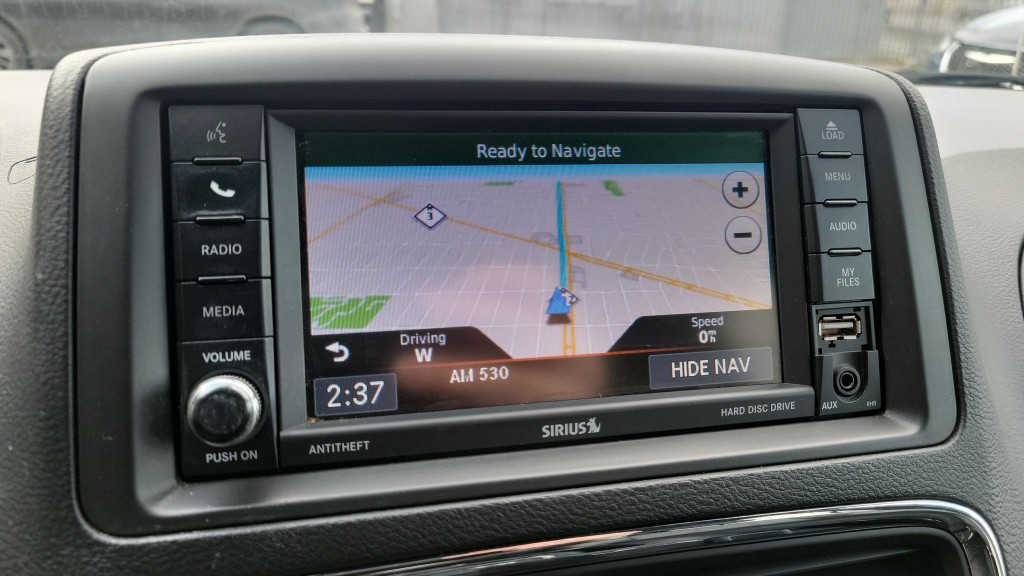 Ready to Navigate
LOAD
MENU
RADIO
AUDIO
3
MY
FILES
MEDIA
Driving
W
Speed
0 m/h
VOLUME
AM 530
HIDE NAV
2:37
PUSH ON
ANTITHEFT
SIRIUS
HARD DISC DRIVE
AUX